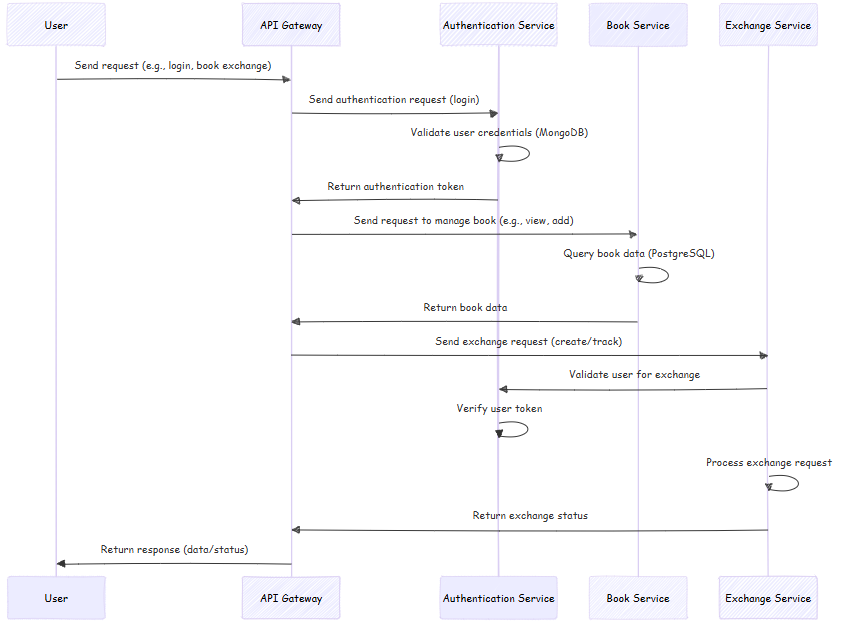 User
API Gateway
Authentication Service
Book Service
Exchange Service
Send request (e.g., login, book exchange)
Send authentication request (login)
Validate user credentials (MongoDB)
Return authentication token
Send request to manage book (e.g., view, add)
Query book data (PostgreSQL)
Return book data
Send exchange request (create/track)
Validate user for exchange
Verify user token
Process exchange request
Return exchange status
Return response (data/status)
User
API Gateway
Authentication Service
Book Service
Exchange Service